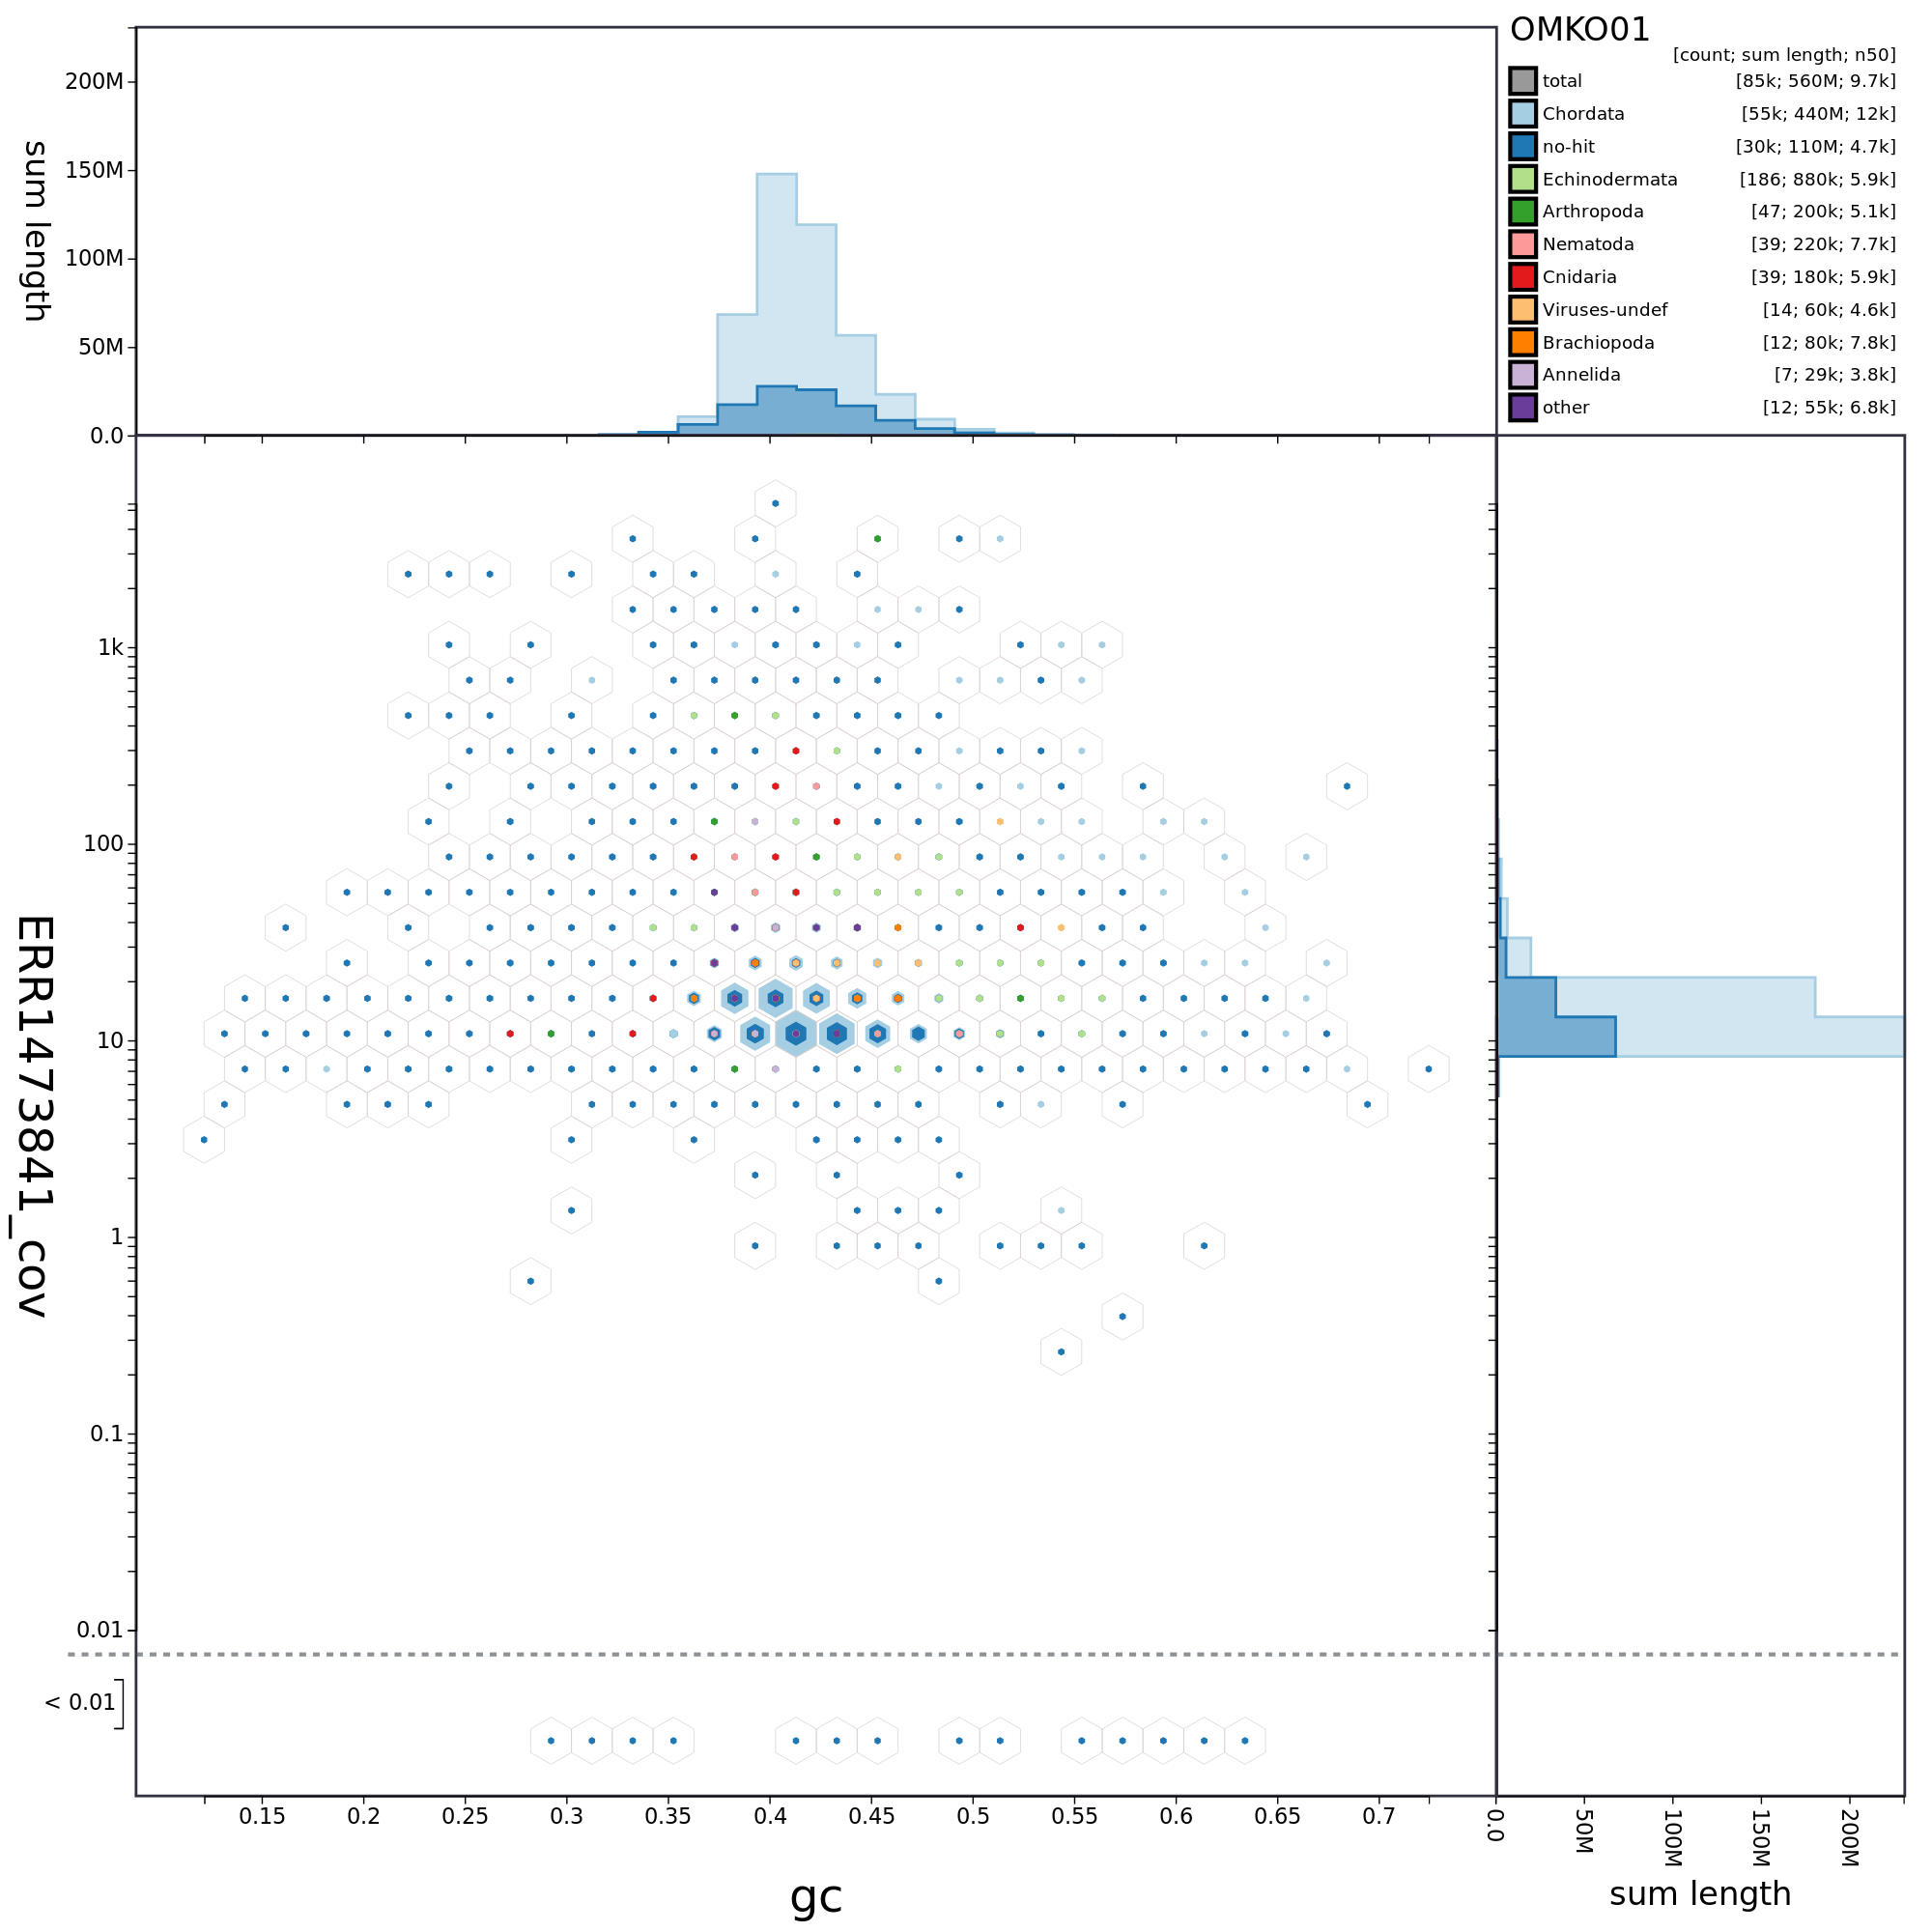 OMKO01
[count; sum length; n50]
total [85k; 560M; 9.7k]
Chordata [55k; 440M; 12k]
no-hit [30k; 110M; 4.7k]
Echinodermata [186; 880k; 5.9k]
Arthropoda [47; 200k; 5.1k]
Nematoda [39; 220k; 7.7k]
Cnidaria [39; 180k; 5.9k]
Viruses-undef [14; 60k; 4.6k]
Brachiopoda [12; 80k; 7.8k]
Annelida [7; 29k; 3.8k]
other [12; 55k; 6.8k]
sum length
200M
150M
100M
50M
0.0
ERR1473841_cov
1k
100
10
1
0.1
0.01
< 0.01
0.15 0.2 0.25 0.3 0.35 0.4 0.45 0.5 0.55 0.6 0.65 0.7
gc
0.0 50M 100M 150M 200M
sum length